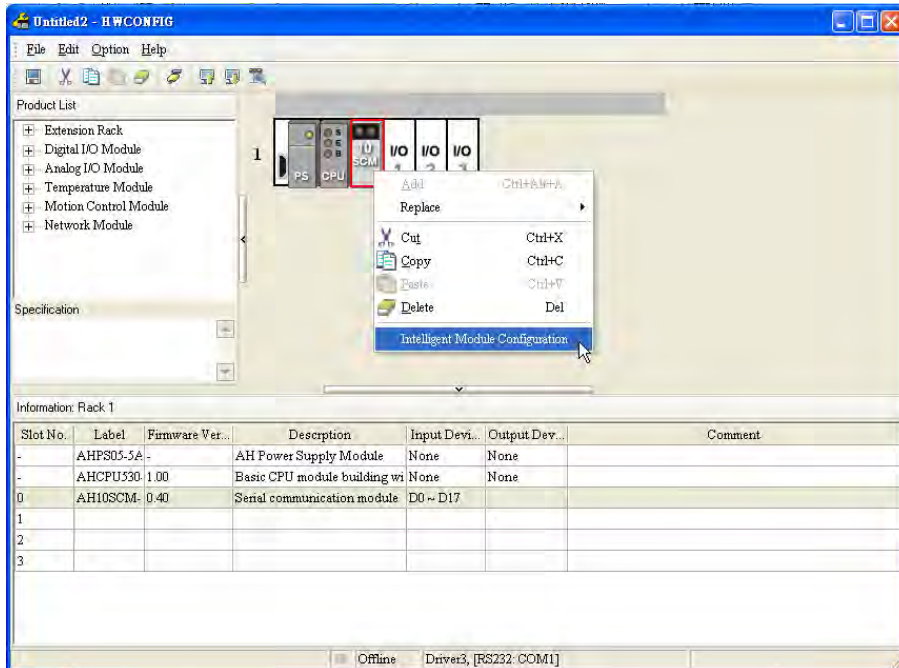 Untitled2 - HWCONFIG
File Edit Option Help
Product List
Extension Rack
Digital I/O Module
Analog I/O Module
Temperature Module
Motion Control Module
Network Module
Specification
1
PS CPU SCM I/O I/O I/O
Add Ctrl+Alt+A
Replace
Cut Ctrl+X
Copy Ctrl+C
Paste Ctrl+V
Delete Del
Intelligent Module Configuration
Information: Rack 1
Slot No. Label Firmware Ver... Descrption Input Devi... Output Dev... Comment
- AHPS05-5A - AH Power Supply Module None None
- AHCPU530- 1.00 Basic CPU module building wi None None
0 AH10SCM- 0.40 Serial communication module D0 ~ D17
1
2
3
Offline Driver3, [RS232: COM1]